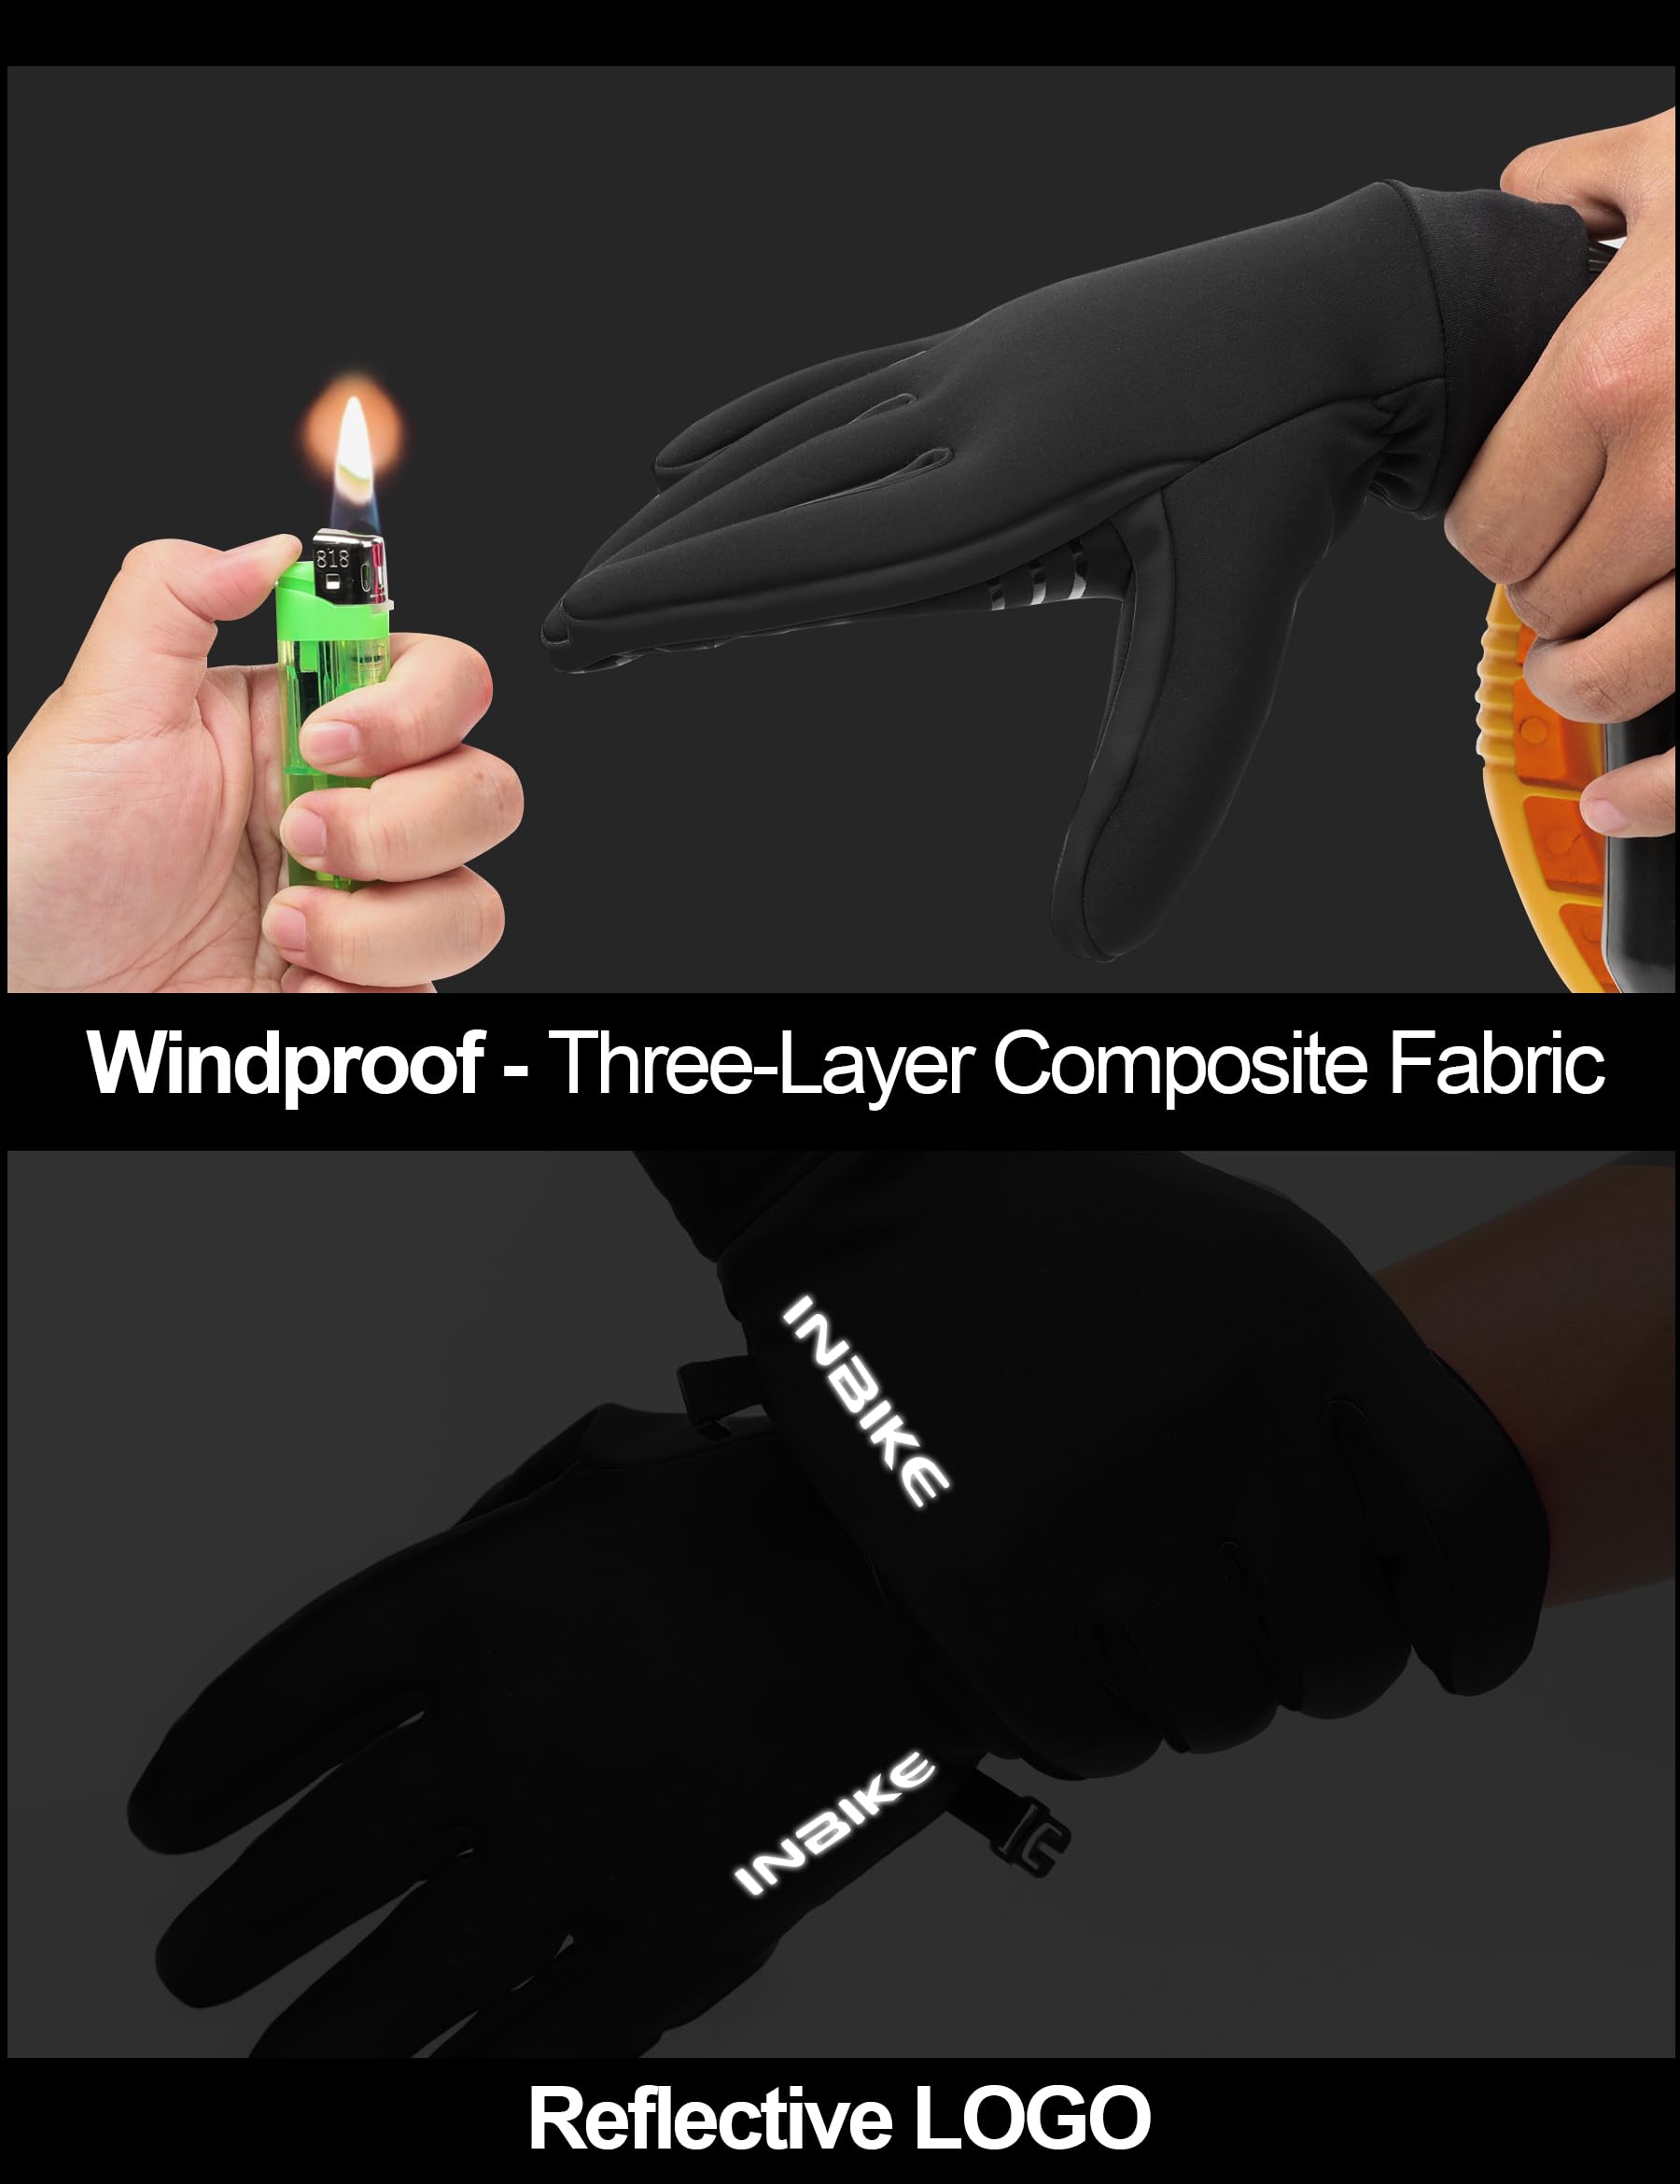 818
Windproof - Three-Layer Composite Fabric
INBIKE
INBIKE
Reflective LOGO